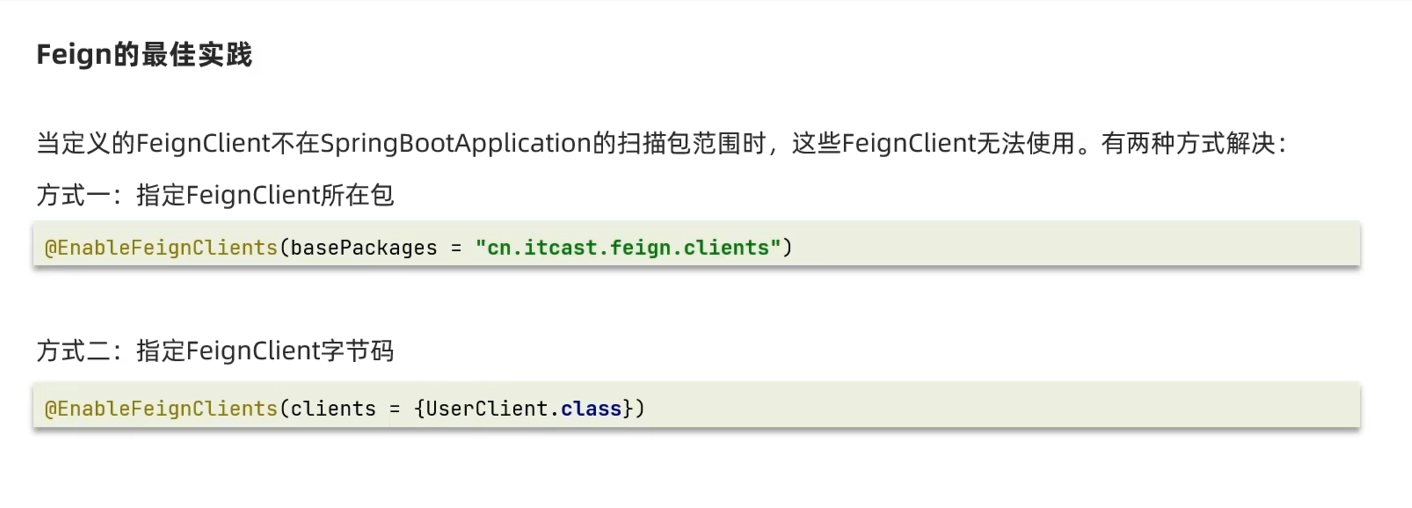 Feign的最佳实践
当定义的FeignClient不在SpringBootApplication的扫描包范围时，这些FeignClient无法使用。有两种方式解决：
方式一：指定FeignClient所在包
@EnableFeignClients(basePackages = "cn.itcast.feign.clients")
方式二：指定FeignClient字节码
@EnableFeignClients(clients = {UserClient.class})